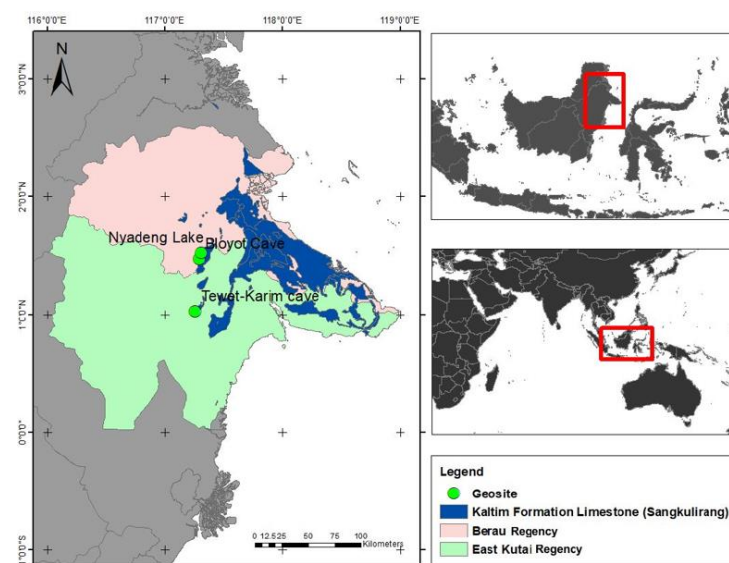 116°0'0"E
117°0'0"E
118°0'0"E
119°0'0"E
N
3°0'0"N
2°0'0"N
Nyadeng Lake
Bloyot Cave
Tewet-Karim cave
1°0'0"N
0°0'0"
0 12.5 25 50 75 100
Kilometers
Legend
Geosite
Kaltim Formation Limestone (Sangkulirang)
Berau Regency
East Kutai Regency